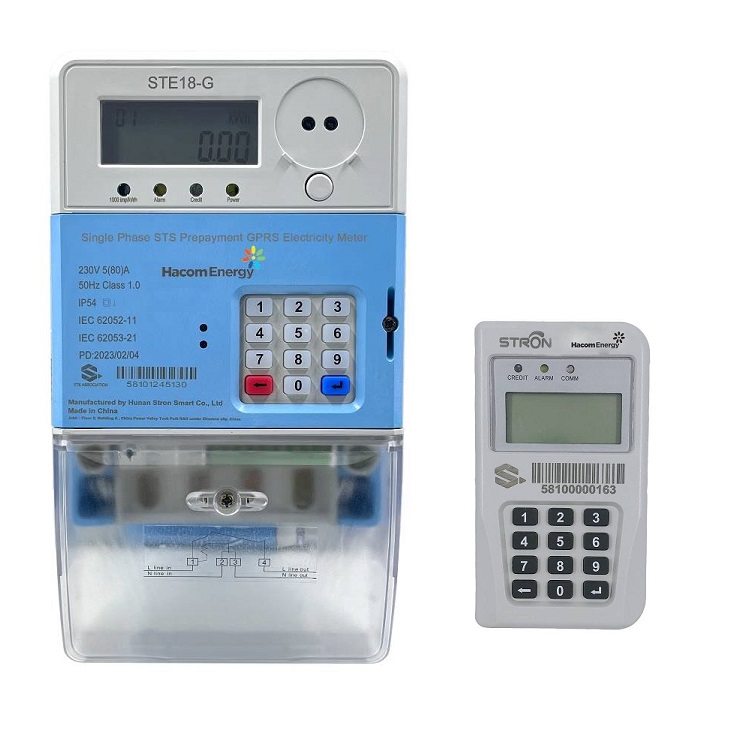 STE18-G
01 kWh
0.00
1000 imp/kWh Alarm Credit Power
Single Phase STS Prepayment GPRS Electricity Meter
HacomEnergy
230V 5(80)A
50Hz Class 1.0
IP54
IEC 62052-11
IEC 62053-21
PD:2023/02/04
STS ASSOCIATION
58101245130
1 2 3
4 5 6
7 8 9
← 0 ↵
Manufactured by Hunan Stron Smart Co., Ltd
Made in China
L line in
N line in
1 2 3 4
L line out
N line out
STRON HacomEnergy
CREDIT ALARM COMM
58100000163
1 2 3
4 5 6
7 8 9
← 0 ↵